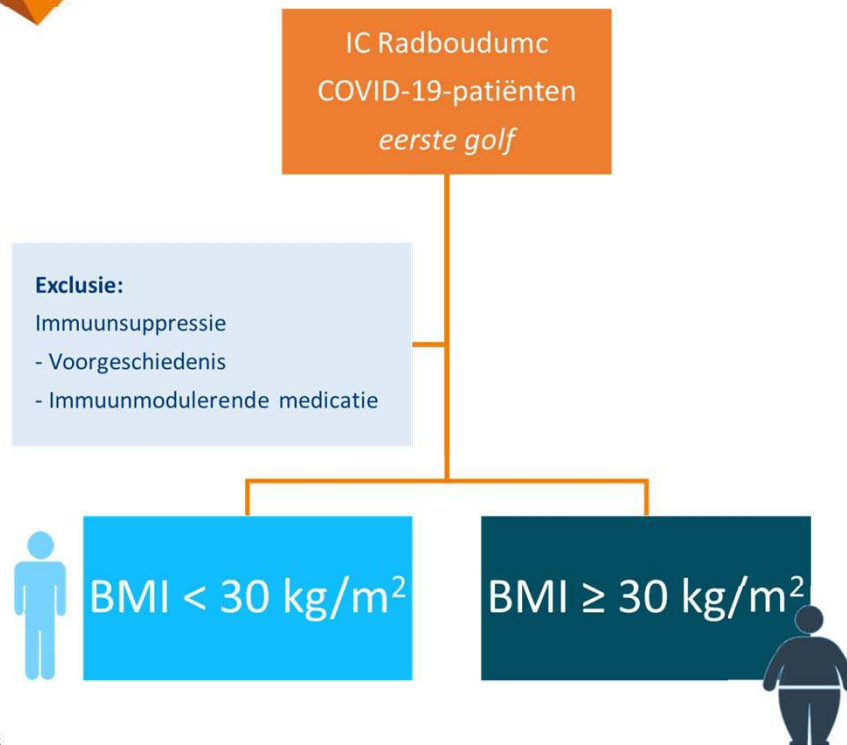 IC Radboudumc
COVID-19-patiënten
eerste golf
Exclusie:
Immuunsuppressie
- Voorgeschiedenis
- Immuunmodulerende medicatie
BMI < 30 kg/m²
BMI ≥ 30 kg/m²